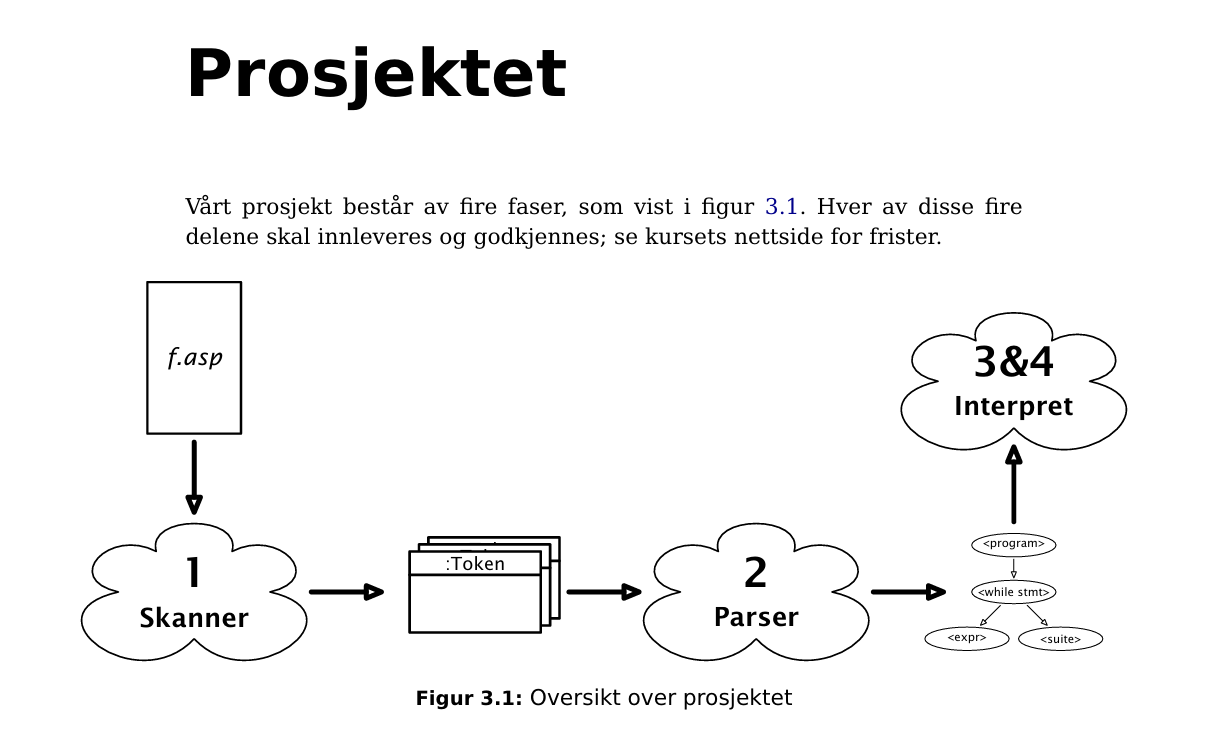 Prosjektet
Vårt prosjekt består av fire faser, som vist i figur 3.1. Hver av disse fire
delene skal innleveres og godkjennes; se kursets nettside for frister.
f.asp
3&4
Interpret
1
Skanner
:Token
2
Parser
<program>
<while stmt>
<expr>
<suite>
Figur 3.1: Oversikt over prosjektet